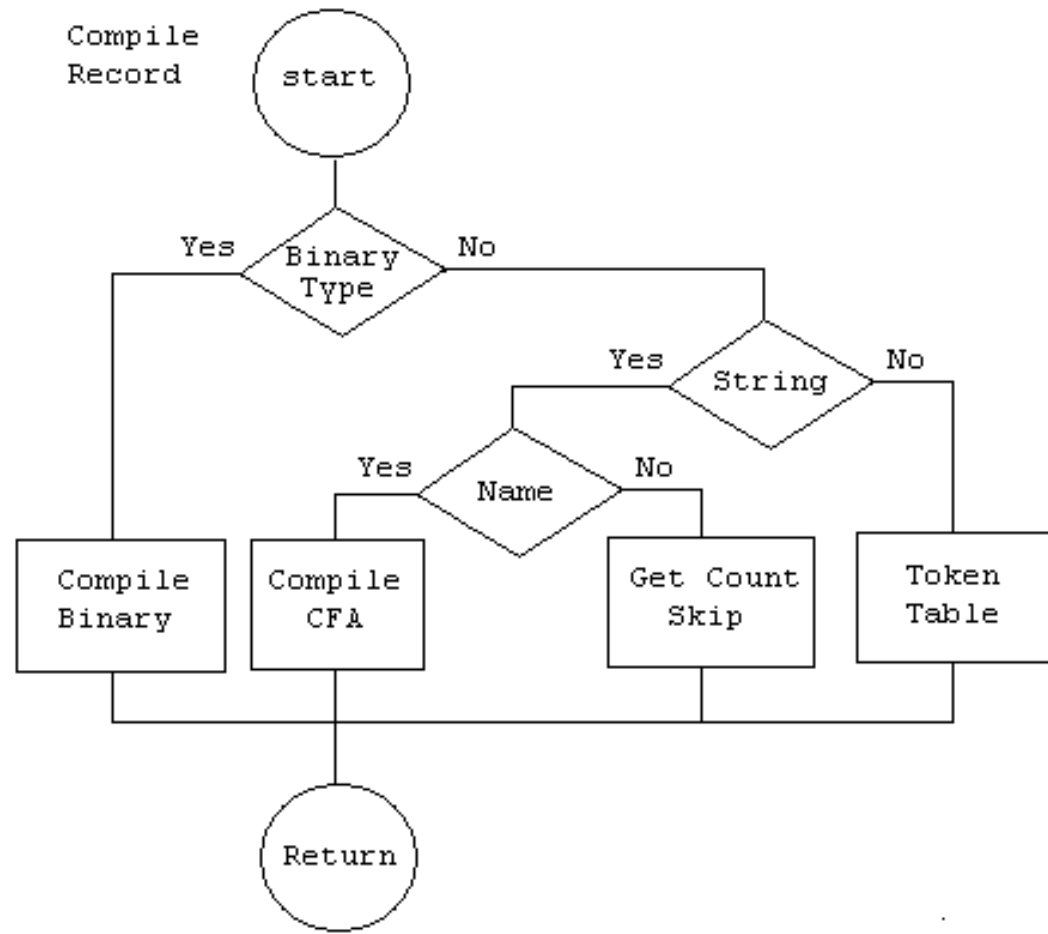 Compile
Record
start
Yes
Binary
Type
No
Yes
String
No
Yes
Name
No
Compile
Binary
Compile
CFA
Get Count
Skip
Token
Table
Return